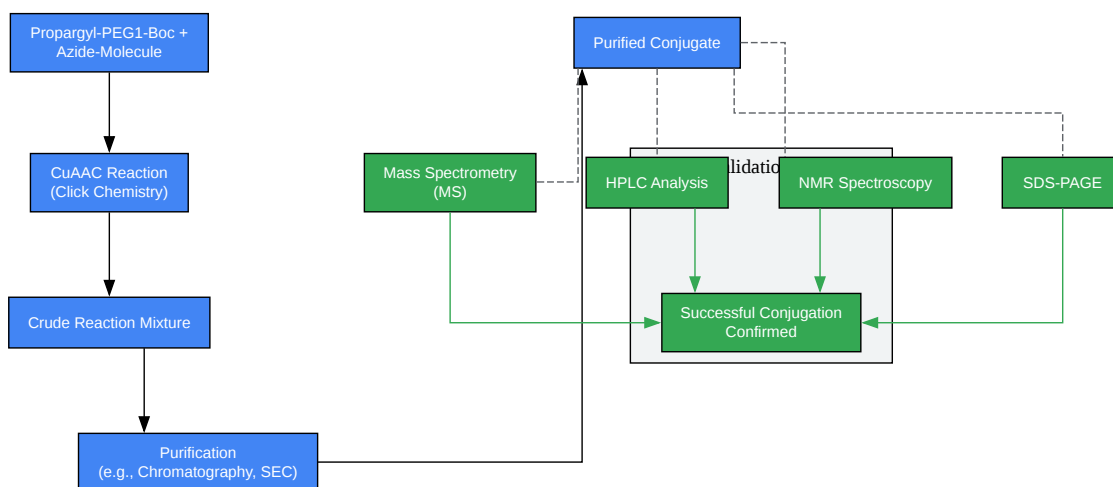 Propargyl-PEG1-Boc +
Azide-Molecule
Purified Conjugate
CuAAC Reaction
(Click Chemistry)
Mass Spectrometry
(MS)
HPLC Analysis
NMR Spectroscopy
SDS-PAGE
Crude Reaction Mixture
Successful Conjugation
Confirmed
Purification
(e.g., Chromatography, SEC)